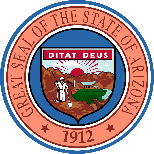 GREAT SEAL OF THE STATE OF ARIZONA
DITAT DEUS
1912